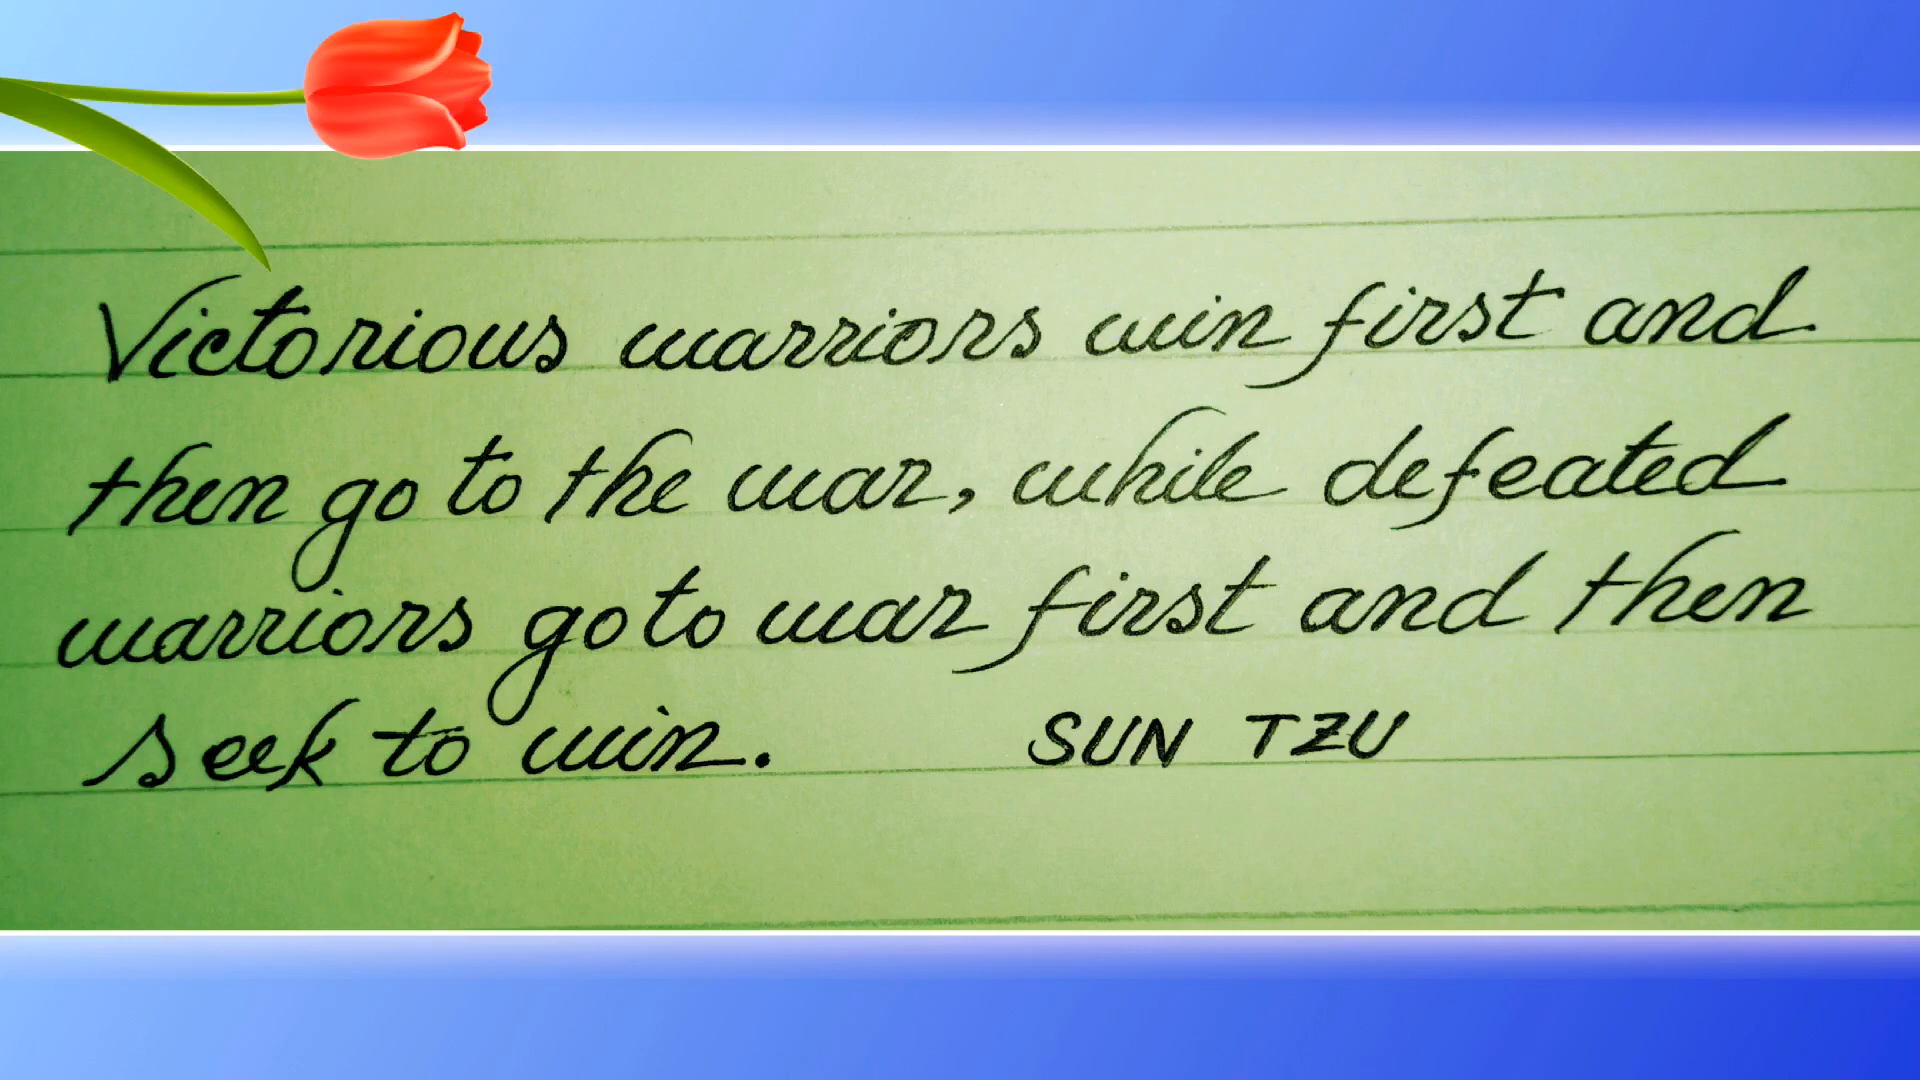 Victorious warriors win first and
then go to the war, while defeated
warriors go to war first and then
seek to win. SUN TZU